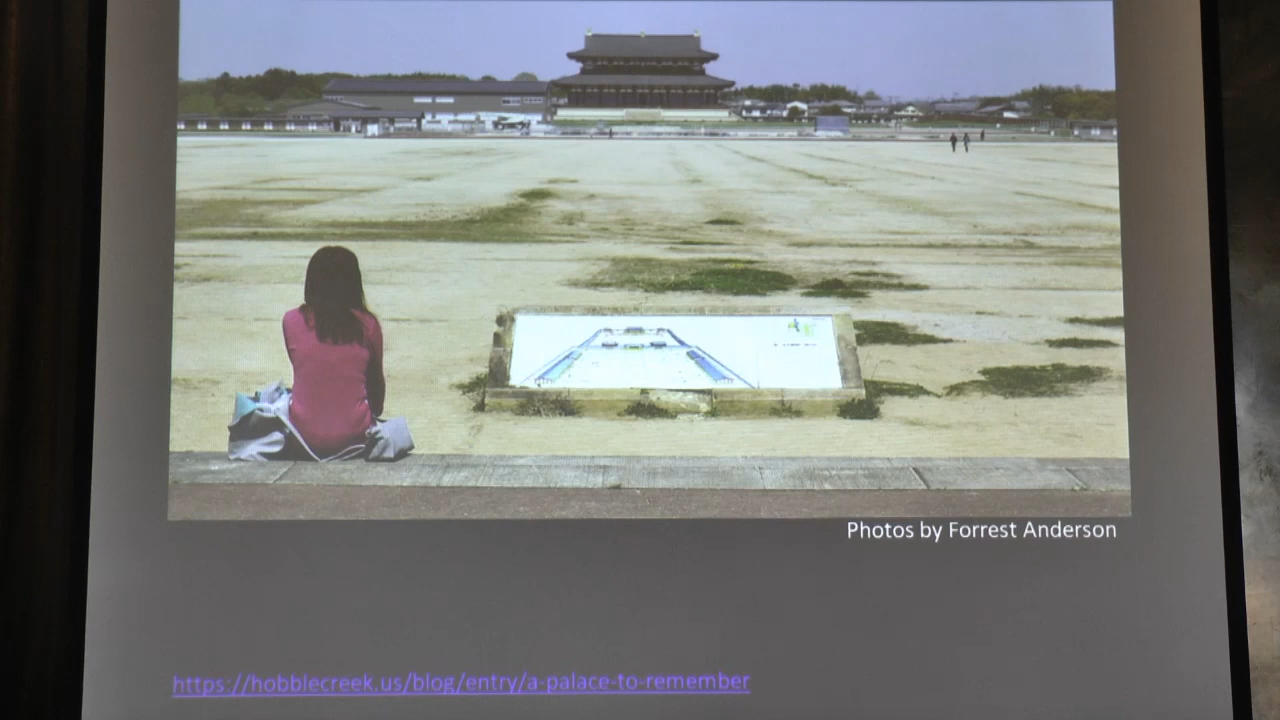 Photos by Forrest Anderson
https://hobblecreek.us/blog/entry/a-palace-to-remember